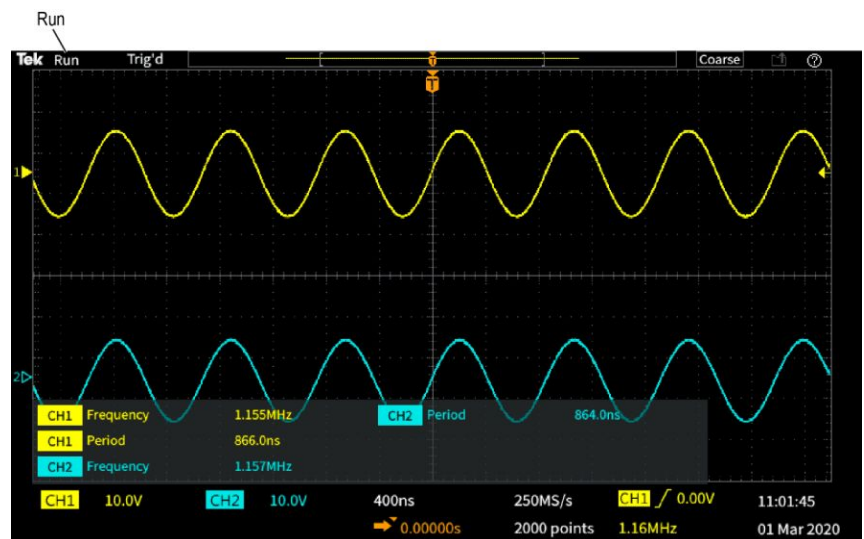 Run
Tek Run Trig'd T Coarse ?
T
1
2
CH1 Frequency 1.155MHz CH2 Period 864.0ns
CH1 Period 866.0ns
CH2 Frequency 1.157MHz
CH1 10.0V CH2 10.0V 400ns 250MS/s CH1 0.00V 11:01:45
0.00000s 2000 points 1.16MHz 01 Mar 2020